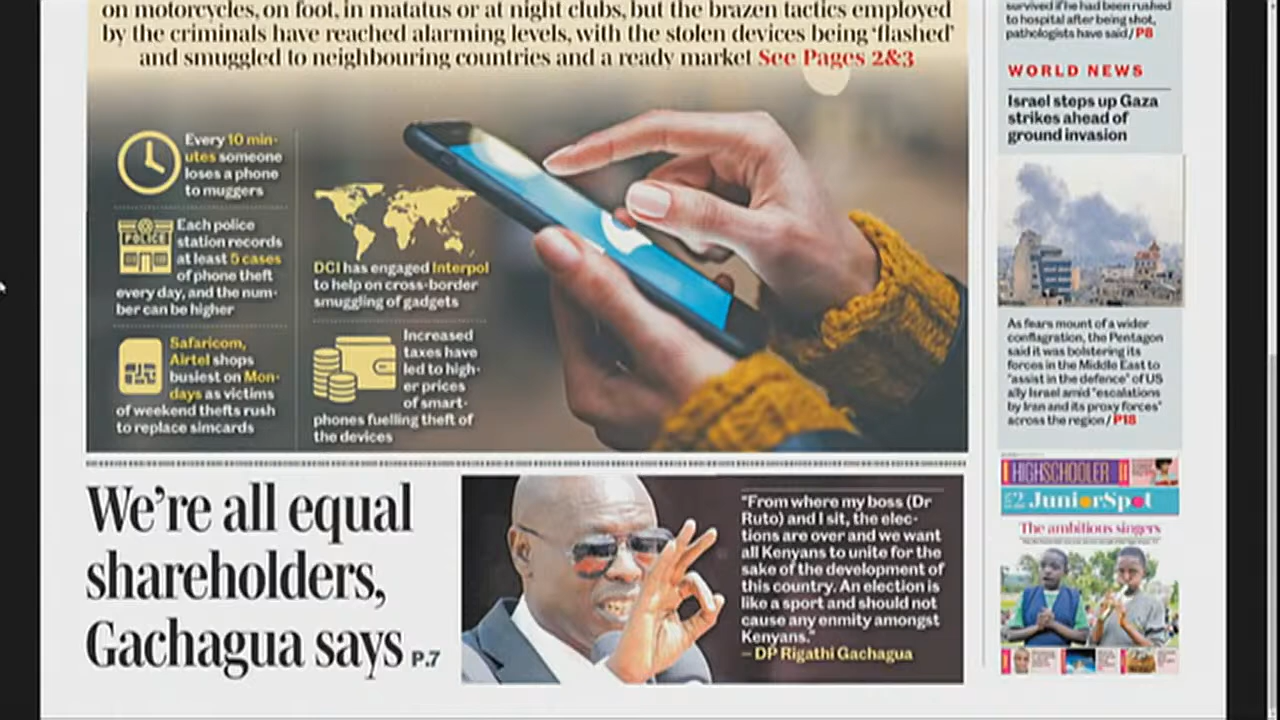 on motorcycles, on foot, in matatus or at night clubs, but the brazen tactics employed
by the criminals have reached alarming levels, with the stolen devices being ‘flashed’
and smuggled to neighbouring countries and a ready market See Pages 2&3
Every 10 min-
utes someone
loses a phone
to muggers
POLICE
Each police
station records
at least 5 cases
of phone theft
every day, and the num-
ber can be higher
Safaricom,
Airtel shops
busiest on Mon-
days as victims
of weekend thefts rush
to replace simcards
DCI has engaged Interpol
to help on cross-border
smuggling of gadgets
Increased
taxes have
led to high-
er prices
of smart-
phones fuelling theft of
the devices
We’re all equal
shareholders,
Gachagua says P.7
“From where my boss (Dr
Ruto) and I sit, the elec-
tions are over and we want
all Kenyans to unite for the
sake of the development of
this country. An election is
like a sport and should not
cause any enmity amongst
Kenyans.”
– DP Rigathi Gachagua
survived if he had been rushed
to hospital after being shot,
pathologists have said / P8
WORLD NEWS
Israel steps up Gaza
strikes ahead of
ground invasion
As fears mount of a wider
conflagration, the Pentagon
said it was bolstering its
forces in the Middle East to
“assist in the defence” of US
ally Israel amid “escalations
by Iran and its proxy forces”
across the region / P18
HIGHSCHOOLER
2 JuniorSpot
The ambitious singers